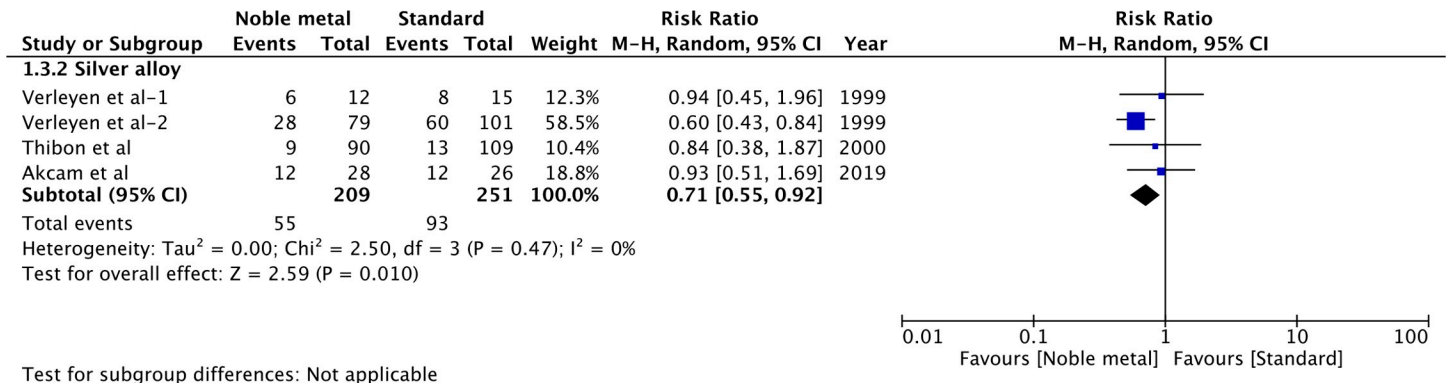 Noble metal Standard Risk Ratio Risk Ratio
Study or Subgroup Events Total Events Total Weight M-H, Random, 95% CI Year M-H, Random, 95% CI
1.3.2 Silver alloy
Verleyen et al-1 6 12 8 15 12.3% 0.94 [0.45, 1.96] 1999
Verleyen et al-2 28 79 60 101 58.5% 0.60 [0.43, 0.84] 1999
Thibon et al 9 90 13 109 10.4% 0.84 [0.38, 1.87] 2000
Akcam et al 12 28 12 26 18.8% 0.93 [0.51, 1.69] 2019
Subtotal (95% CI) 209 251 100.0% 0.71 [0.55, 0.92]
Total events 55 93
Heterogeneity: Tau² = 0.00; Chi² = 2.50, df = 3 (P = 0.47); I² = 0%
Test for overall effect: Z = 2.59 (P = 0.010)
0.01 0.1 1 10 100
Favours [Noble metal] Favours [Standard]
Test for subgroup differences: Not applicable